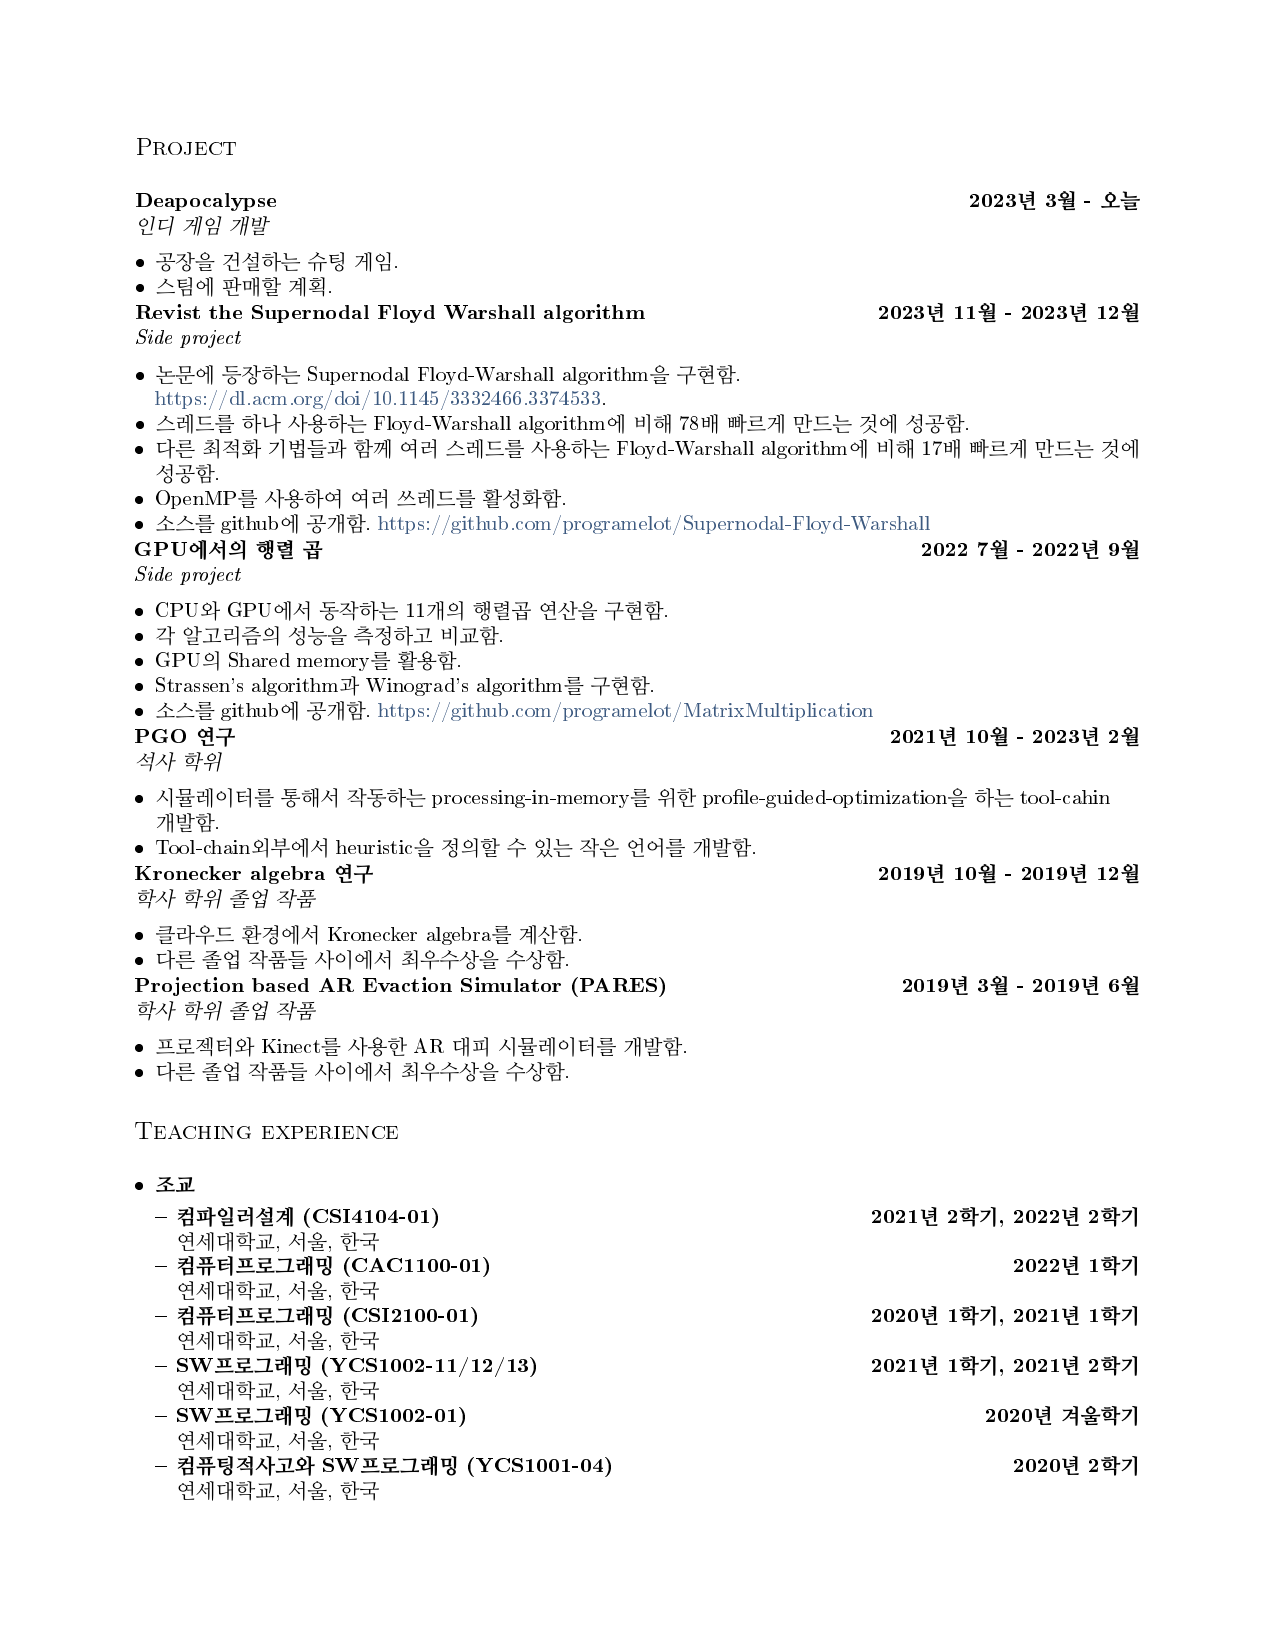 Project
Deapocalypse 2023년 3월 - 오늘
인디 게임 개발
• 공장을 건설하는 슈팅 게임.
• 스팀에 판매할 계획.
Revist the Supernodal Floyd Warshall algorithm 2023년 11월 - 2023년 12월
Side project
• 논문에 등장하는 Supernodal Floyd-Warshall algorithm을 구현함.
https://dl.acm.org/doi/10.1145/3332466.3374533.
• 스레드를 하나 사용하는 Floyd-Warshall algorithm에 비해 78배 빠르게 만드는 것에 성공함.
• 다른 최적화 기법들과 함께 여러 스레드를 사용하는 Floyd-Warshall algorithm에 비해 17배 빠르게 만드는 것에
성공함.
• OpenMP를 사용하여 여러 쓰레드를 활성화함.
• 소스를 github에 공개함. https://github.com/programelot/Supernodal-Floyd-Warshall
GPU에서의 행렬 곱 2022 7월 - 2022년 9월
Side project
• CPU와 GPU에서 동작하는 11개의 행렬곱 연산을 구현함.
• 각 알고리즘의 성능을 측정하고 비교함.
• GPU의 Shared memory를 활용함.
• Strassen's algorithm과 Winograd's algorithm를 구현함.
• 소스를 github에 공개함. https://github.com/programelot/MatrixMultiplication
PGO 연구 2021년 10월 - 2023년 2월
석사 학위
• 시뮬레이터를 통해서 작동하는 processing-in-memory를 위한 profile-guided-optimization을 하는 tool-cahin
개발함.
• Tool-chain외부에서 heuristic을 정의할 수 있는 작은 언어를 개발함.
Kronecker algebra 연구 2019년 10월 - 2019년 12월
학사 학위 졸업 작품
• 클라우드 환경에서 Kronecker algebra를 계산함.
• 다른 졸업 작품들 사이에서 최우수상을 수상함.
Projection based AR Evaction Simulator (PARES) 2019년 3월 - 2019년 6월
학사 학위 졸업 작품
• 프로젝터와 Kinect를 사용한 AR 대피 시뮬레이터를 개발함.
• 다른 졸업 작품들 사이에서 최우수상을 수상함.
Teaching experience
• 조교
– 컴파일러설계 (CSI4104-01) 2021년 2학기, 2022년 2학기
연세대학교, 서울, 한국
– 컴퓨터프로그래밍 (CAC1100-01) 2022년 1학기
연세대학교, 서울, 한국
– 컴퓨터프로그래밍 (CSI2100-01) 2020년 1학기, 2021년 1학기
연세대학교, 서울, 한국
– SW프로그래밍 (YCS1002-11/12/13) 2021년 1학기, 2021년 2학기
연세대학교, 서울, 한국
– SW프로그래밍 (YCS1002-01) 2020년 겨울학기
연세대학교, 서울, 한국
– 컴퓨팅적사고와 SW프로그래밍 (YCS1001-04) 2020년 2학기
연세대학교, 서울, 한국